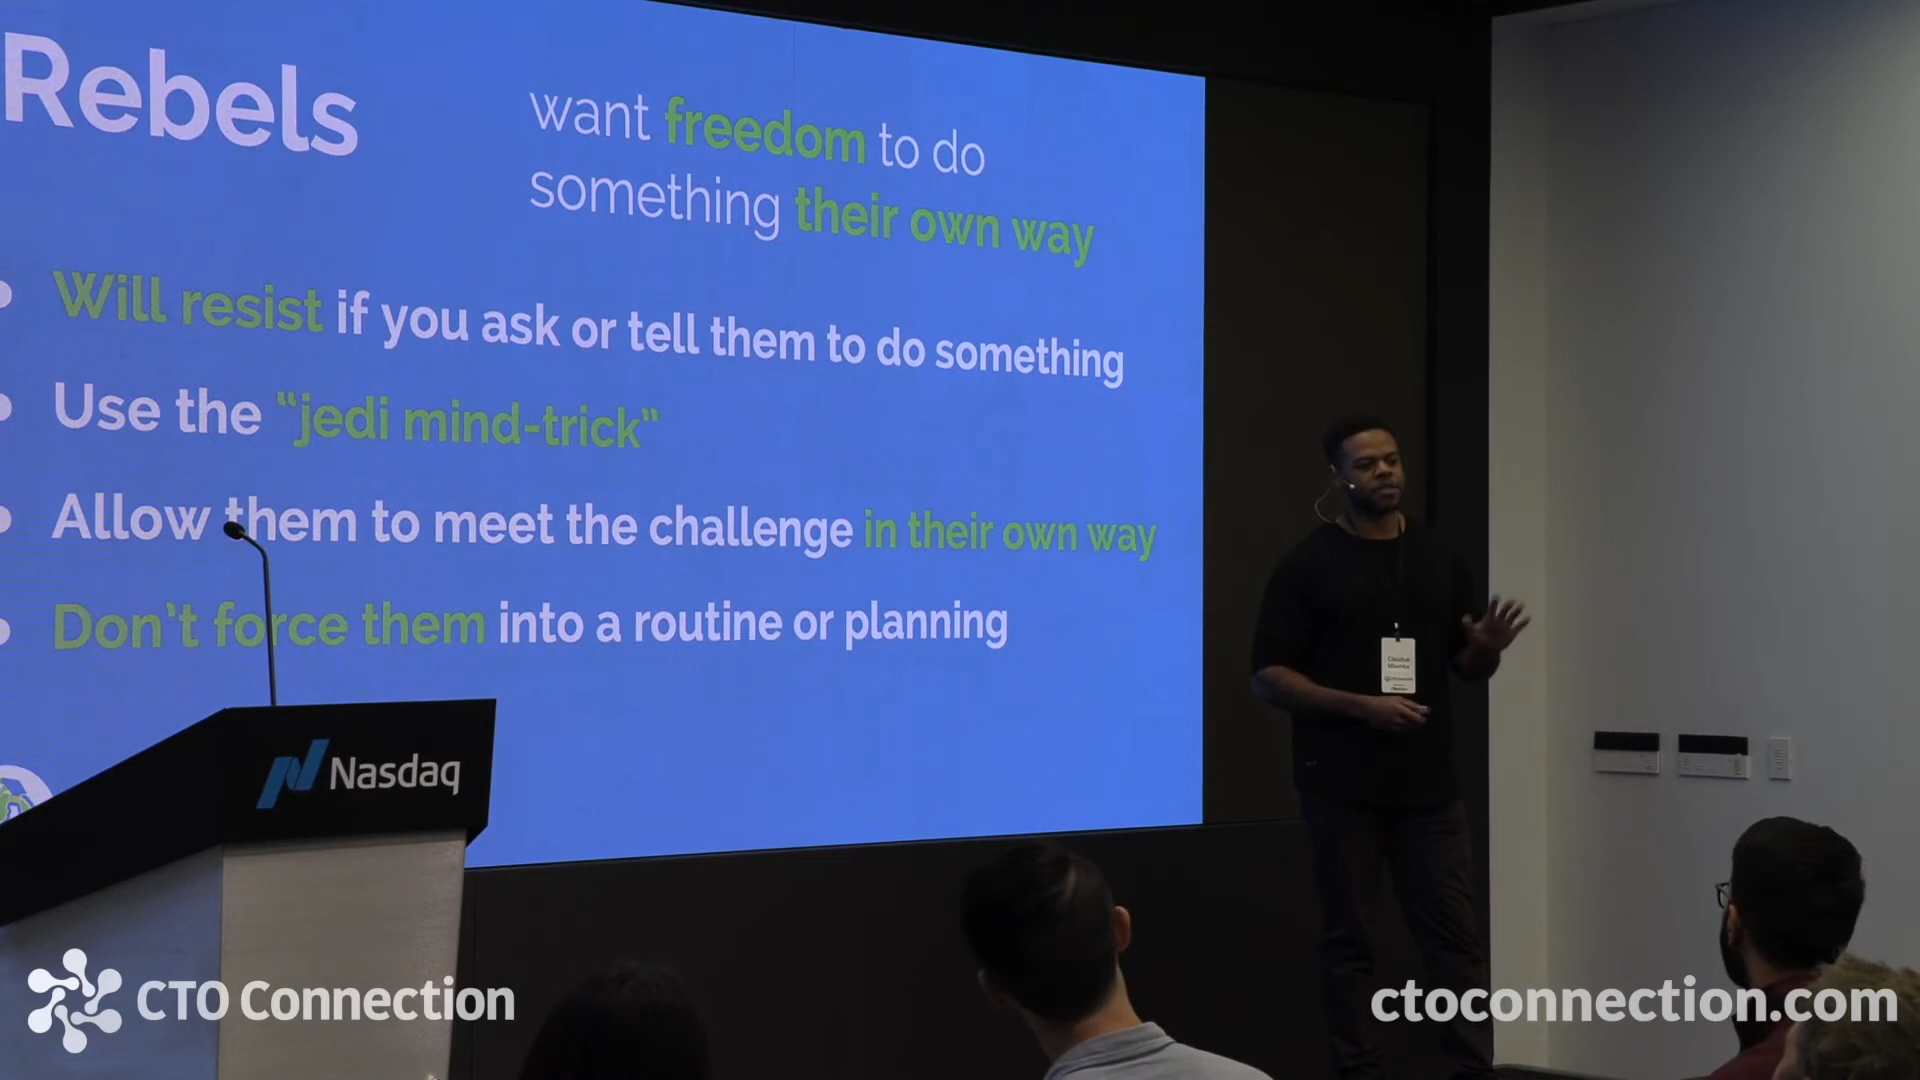 Rebels
want freedom to do
something their own way
Will resist if you ask or tell them to do something
Use the "jedi mind-trick"
Allow them to meet the challenge in their own way
Don't force them into a routine or planning
Nasdaq
CTO Connection
ctoconnection.com